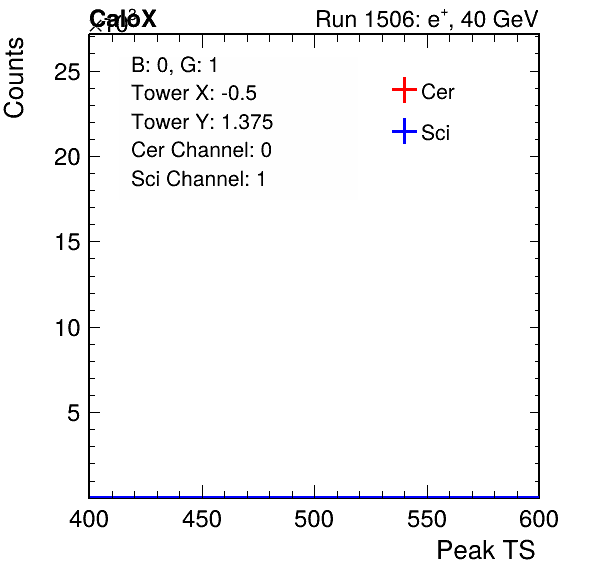 CaloX
×10³
Run 1506: e⁺, 40 GeV
Counts
B: 0, G: 1
Tower X: -0.5
Tower Y: 1.375
Cer Channel: 0
Sci Channel: 1
Cer
Sci
25
20
15
10
5
400 450 500 550 600
Peak TS